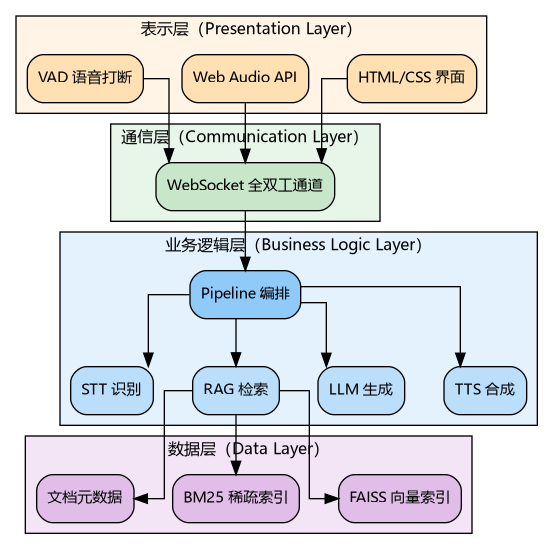 表示层（Presentation Layer）
VAD 语音打断
Web Audio API
HTML/CSS 界面
通信层（Communication Layer）
WebSocket 全双工通道
业务逻辑层（Business Logic Layer）
Pipeline 编排
STT 识别
RAG 检索
LLM 生成
TTS 合成
数据层（Data Layer）
文档元数据
BM25 稀疏索引
FAISS 向量索引